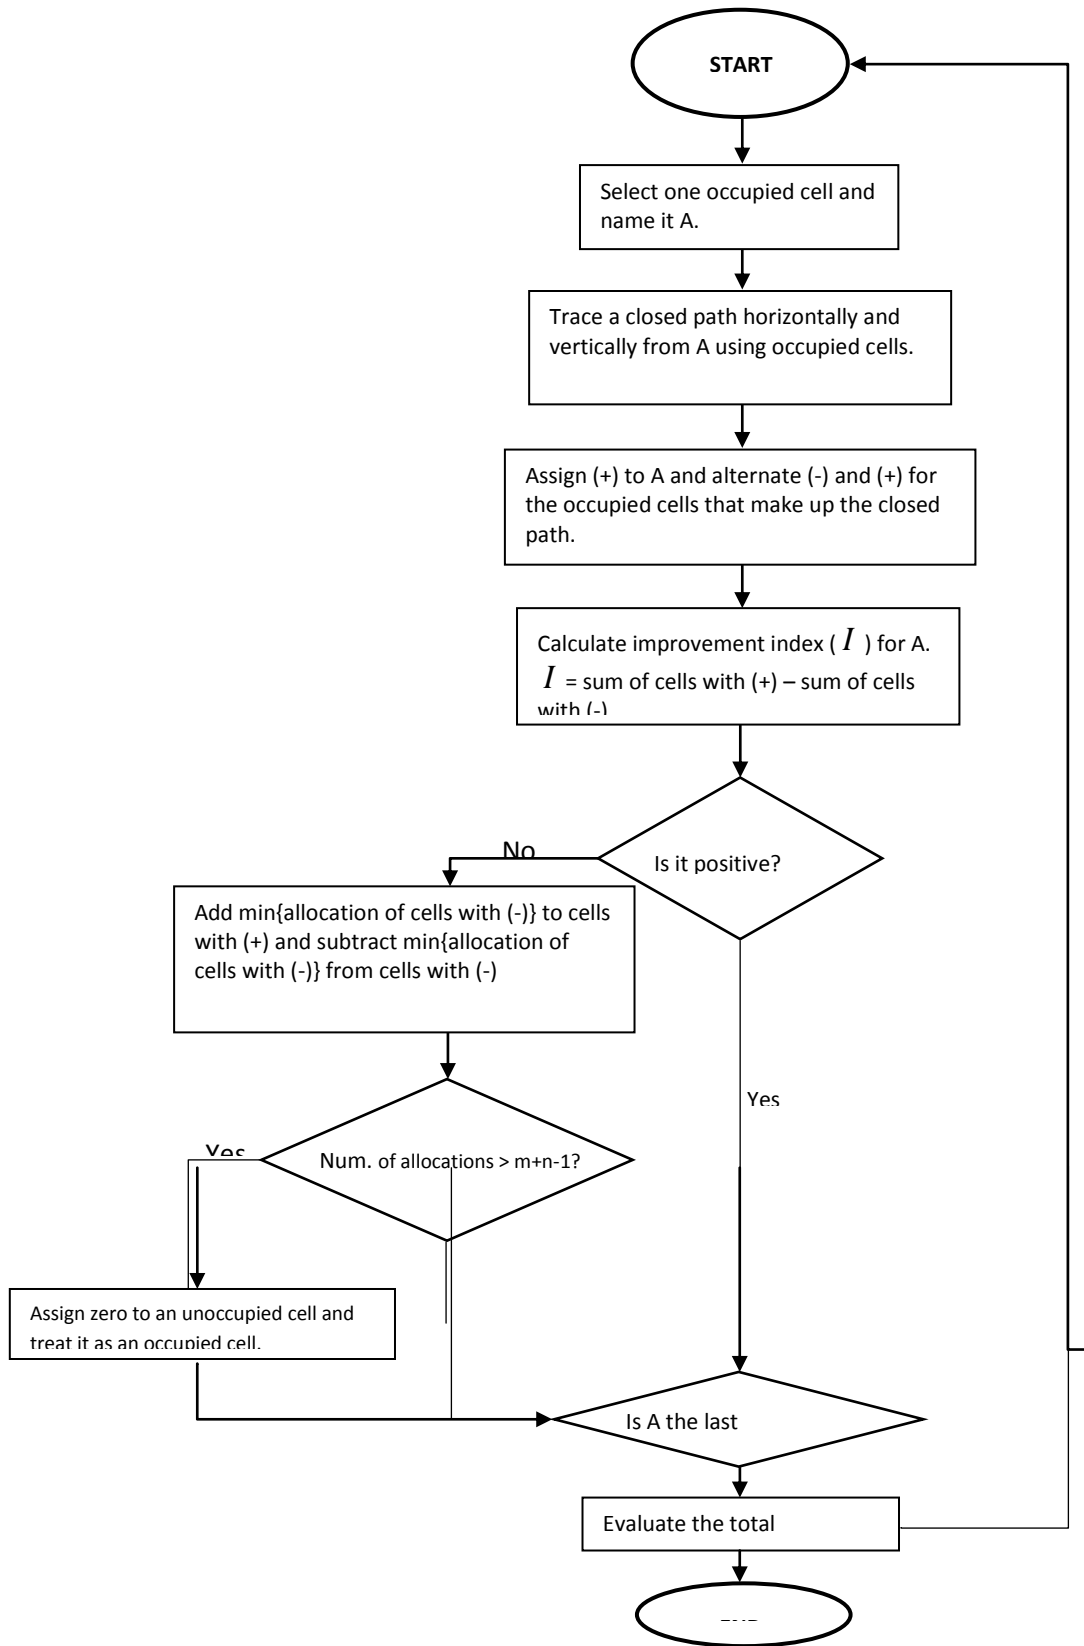 START
Select one occupied cell and
name it A.
Trace a closed path horizontally and
vertically from A using occupied cells.
Assign (+) to A and alternate (-) and (+) for
the occupied cells that make up the closed
path.
Calculate improvement index ( I ) for A.
I = sum of cells with (+) – sum of cells
with (-)
Is it positive?
No
Add min{allocation of cells with (-)} to cells
with (+) and subtract min{allocation of
cells with (-)} from cells with (-)
Yes
Yes
Num. of allocations > m+n-1?
Assign zero to an unoccupied cell and
treat it as an occupied cell.
Is A the last
Evaluate the total